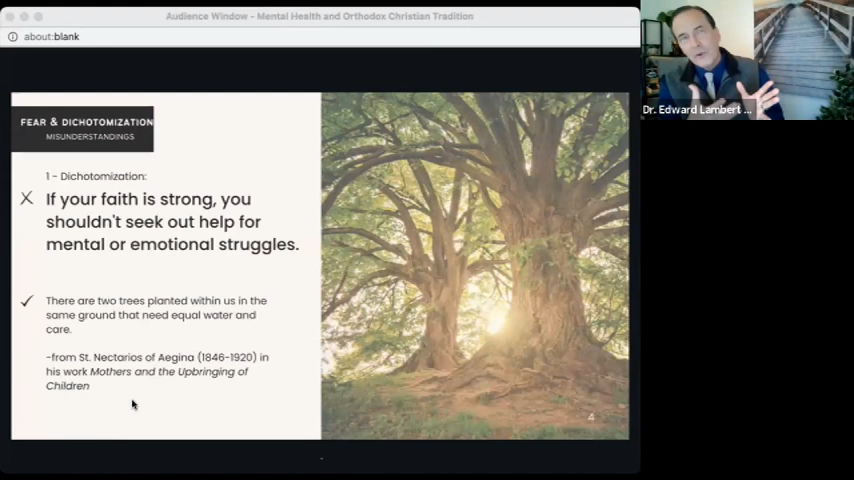 Audience Window - Mental Health and Orthodox Christian Tradition
about:blank
Dr. Edward Lambert ...
FEAR & DICHOTOMIZATION
MISUNDERSTANDINGS
1 - Dichotomization:
If your faith is strong, you
shouldn't seek out help for
mental or emotional struggles.
There are two trees planted within us in the
same ground that need equal water and
care.
-from St. Nectarios of Aegina (1846-1920) in
his work Mothers and the Upbringing of
Children
4